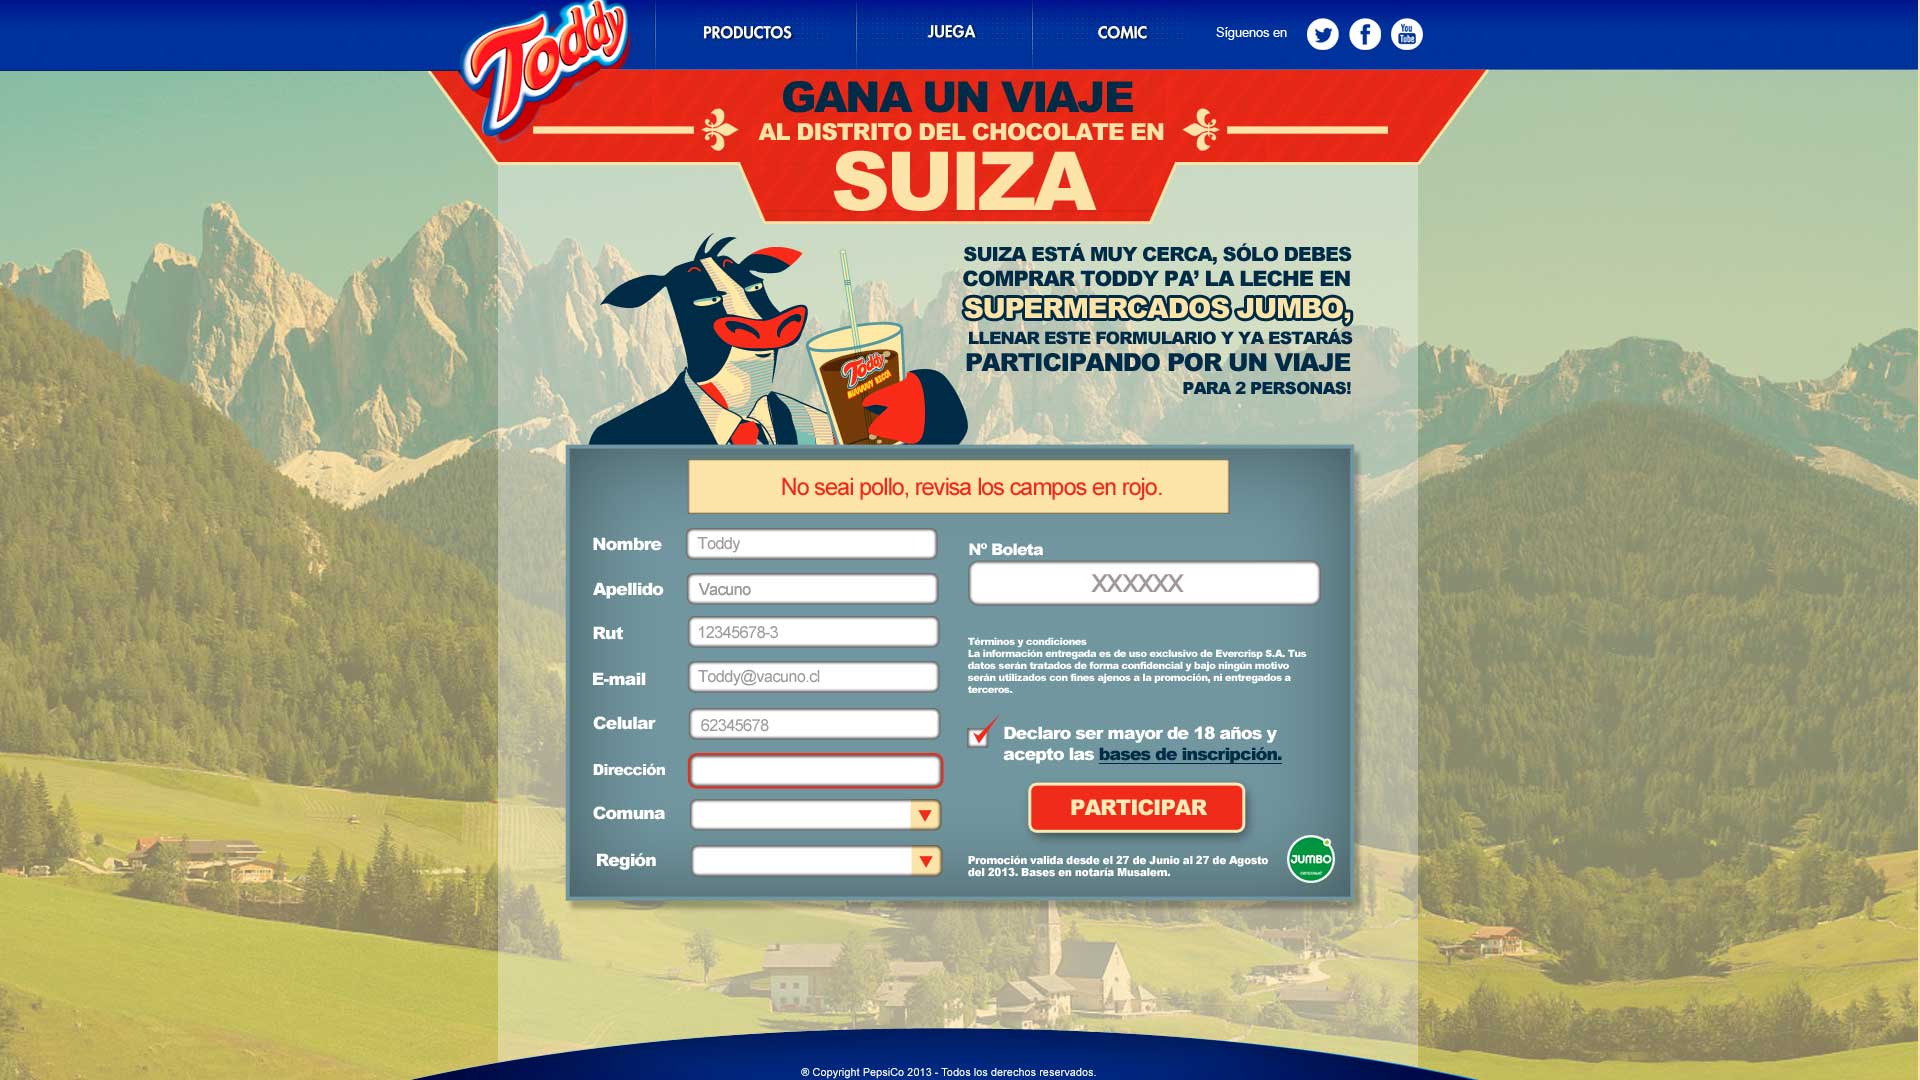 Toddy
PRODUCTOS
JUEGA
COMIC
Síguenos en
You
Tube
GANA UN VIAJE
AL DISTRITO DEL CHOCOLATE EN
SUIZA
SUIZA ESTÁ MUY CERCA, SÓLO DEBES
COMPRAR TODDY PA' LA LECHE EN
SUPERMERCADOS JUMBO,
LLENAR ESTE FORMULARIO Y YA ESTARÁS
PARTICIPANDO POR UN VIAJE
PARA 2 PERSONAS!
Toddy
No seai pollo, revisa los campos en rojo.
Nombre
Toddy
Apellido
Vacuno
Rut
12345678-3
E-mail
Toddy@vacuno.cl
Celular
62345678
Dirección
Comuna
Región
Nº Boleta
XXXXXX
Términos y condiciones
La información entregada es de uso exclusivo de Evercrisp S.A. Tus
datos serán tratados de forma confidencial y bajo ningún motivo
serán utilizados con fines ajenos a la promoción, ni entregados a
terceros.
Declaro ser mayor de 18 años y
acepto las bases de inscripción.
PARTICIPAR
Promoción valida desde el 27 de Junio al 27 de Agosto
del 2013. Bases en notaría Musalem.
JUMBO
® Copyright PepsiCo 2013 - Todos los derechos reservados.